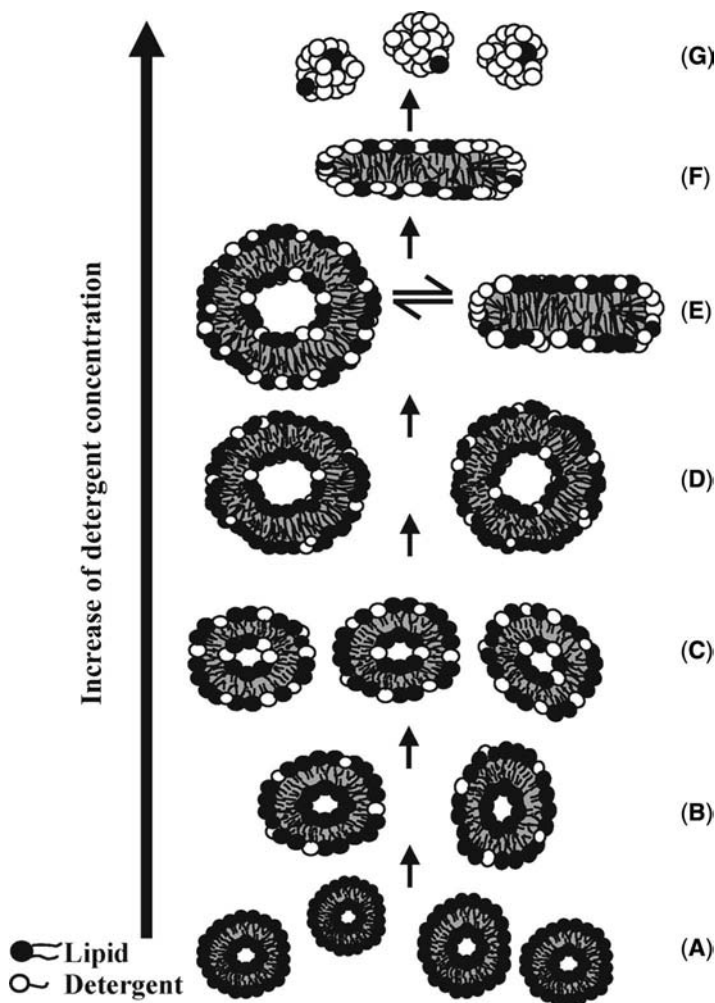 (G)
(F)
(E)
(D)
(C)
(B)
(A)
Increase of detergent concentration
Lipid
Detergent